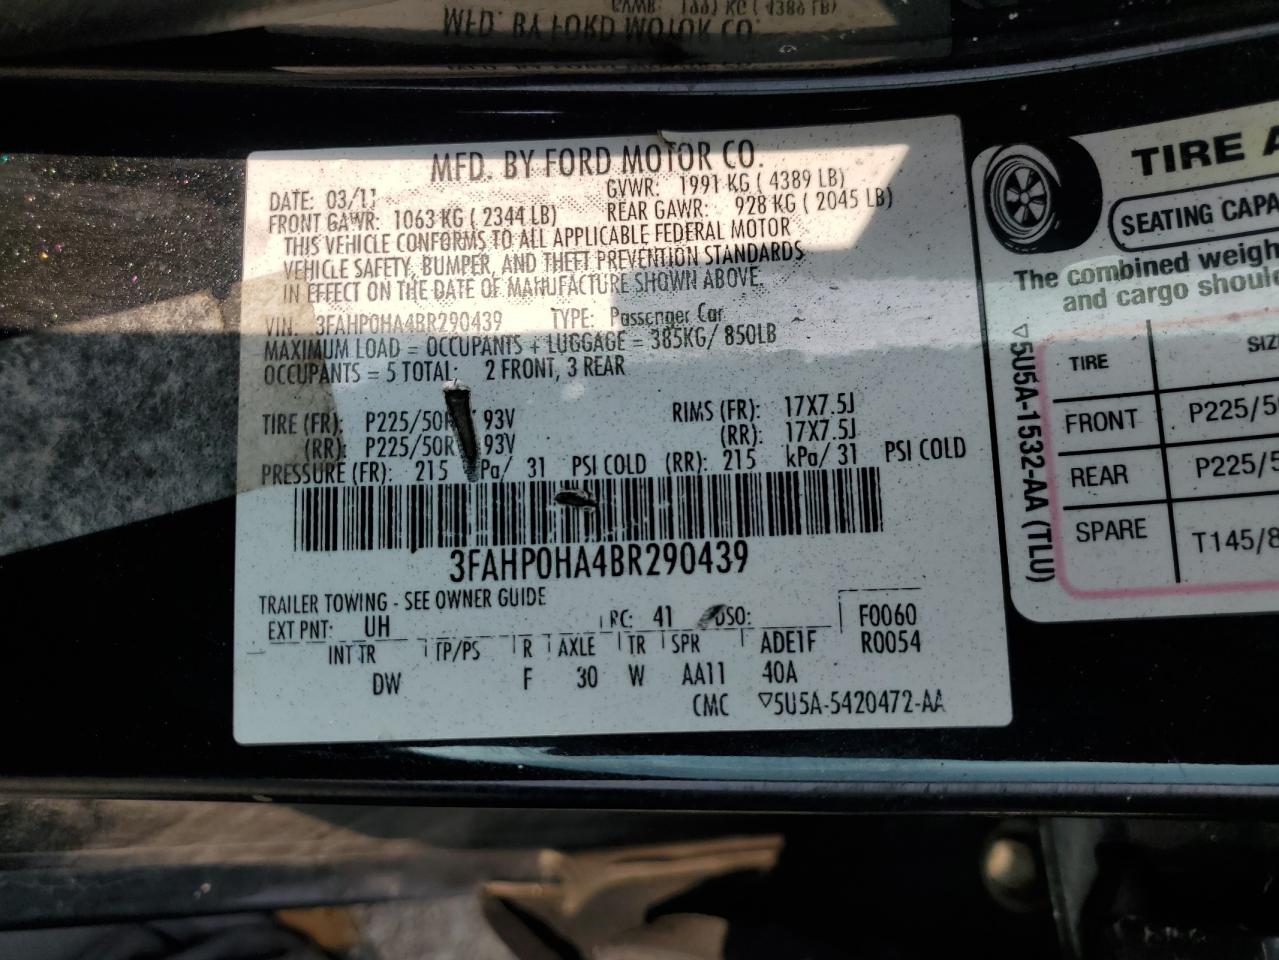 MFD. BY FORD MOTOR CO.
DATE: 03/11 GVWR: 1991 KG ( 4389 LB)
FRONT GAWR: 1063 KG ( 2344 LB) REAR GAWR: 928 KG ( 2045 LB)
THIS VEHICLE CONFORMS TO ALL APPLICABLE FEDERAL MOTOR
VEHICLE SAFETY, BUMPER, AND THEFT PREVENTION STANDARDS
IN EFFECT ON THE DATE OF MANUFACTURE SHOWN ABOVE.
VIN: 3FAHP0HA4BR290439 TYPE: Passenger Car
MAXIMUM LOAD = OCCUPANTS + LUGGAGE = 385KG/ 850LB
OCCUPANTS = 5 TOTAL: 2 FRONT, 3 REAR
TIRE (FR): P225/50R 93V RIMS (FR): 17X7.5J
(RR): P225/50R 93V (RR): 17X7.5J
PRESSURE (FR): 215 Pa/ 31 PSI COLD (RR): 215 kPa/ 31 PSI COLD
3FAHP0HA4BR290439
TRAILER TOWING - SEE OWNER GUIDE
EXT PNT: UH RC: 41 DSO: F0060
INT TR TP/PS R AXLE TR SPR ADE1F R0054
DW F 30 W AA11 40A
CMC ▽5U5A-5420472-AA
TIRE A
SEATING CAPA
The combined weigh
and cargo shoul
▽5U5A-1532-AA (TLU)
TIRE SIZ
FRONT P225/5
REAR P225/5
SPARE T145/8